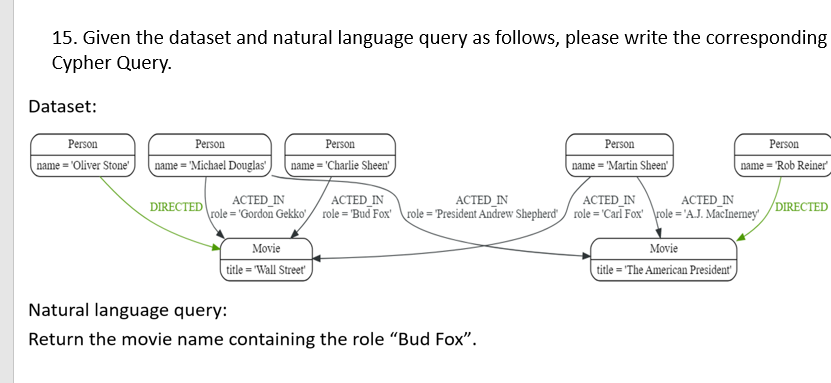 15. Given the dataset and natural language query as follows, please write the corresponding
Cypher Query.
Dataset:
Person
Person
Person
Person
Person
name = 'Oliver Stone'
name = 'Michael Douglas'
name = 'Charlie Sheen'
name = 'Martin Sheen'
name = 'Rob Reiner'
DIRECTED
ACTED_IN
role = 'Gordon Gekko'
ACTED_IN
role = 'Bud Fox'
ACTED_IN
role = 'President Andrew Shepherd'
ACTED_IN
role = 'Carl Fox'
ACTED_IN
role = 'A.J. MacInerney'
DIRECTED
Movie
title = 'Wall Street'
Movie
title = 'The American President'
Natural language query:
Return the movie name containing the role “Bud Fox”.